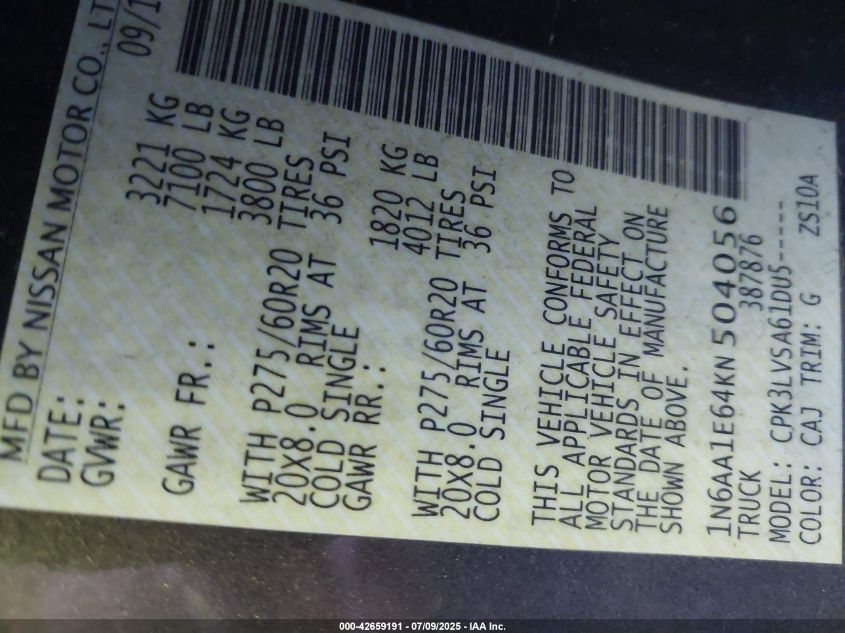 MFD BY NISSAN MOTOR CO., LT
DATE: 09/1
GVWR: 3221 KG
7100 LB
GAWR FR.: 1724 KG
3800 LB
WITH P275/60R20 TIRES
20X8.0 RIMS AT 36 PSI
COLD SINGLE
GAWR RR.: 1820 KG
4012 LB
WITH P275/60R20 TIRES
20X8.0 RIMS AT 36 PSI
COLD SINGLE
THIS VEHICLE CONFORMS TO
ALL APPLICABLE FEDERAL
MOTOR VEHICLE SAFETY
STANDARDS IN EFFECT ON
THE DATE OF MANUFACTURE
SHOWN ABOVE.
1N6AA1E64KN504056
TRUCK 387876
MODEL: CPK3LVSA61DU5-----
COLOR: CAJ TRIM: G ZS10A
000-42659191 - 07/09/2025 - IAA Inc.